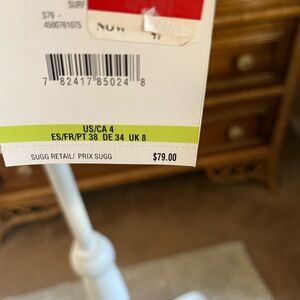 SURF
S79 -
4500761075
NOW
7 82417 85024 8
US/CA 4
ES/FR/PT 38 DE 34 UK 8
SUGG RETAIL/ PRIX SUGG $79.00